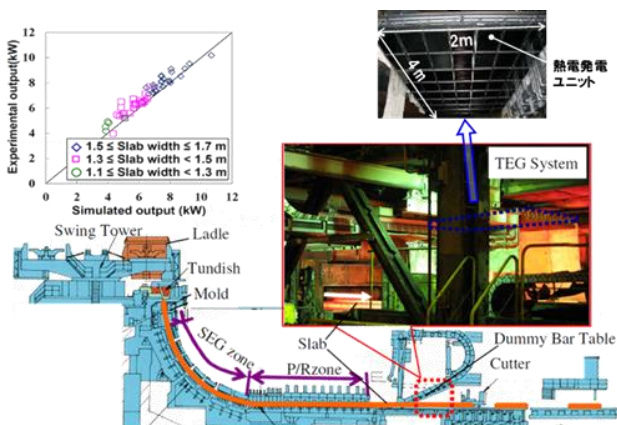 12
10
8
6
4
2
0
Experimental output(kW)
1.5 ≤ Slab width ≤ 1.7 m
1.3 ≤ Slab width < 1.5 m
1.1 ≤ Slab width < 1.3 m
0 2 4 6 8 10 12
Simulated output (kW)
2m
4 m
熱電発電
ユニット
TEG System
Swing Tower
Ladle
Tundish
Mold
SEG zone
P/Rzone
Slab
Dummy Bar Table
Cutter